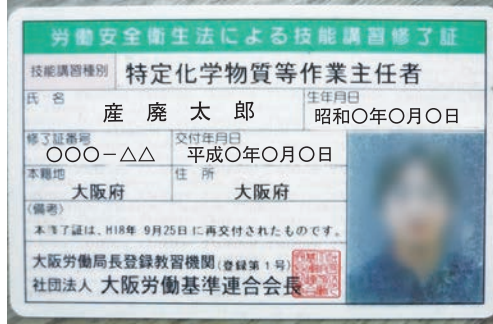 労働安全衛生法による技能講習修了証
技能講習種別 特定化学物質等作業主任者
氏名 産廃太郎 生年月日 昭和〇年〇月〇日
修了証番号 〇〇〇−△△ 交付年月日 平成〇年〇月〇日
本籍地 大阪府 住所 大阪府
(備考)
本修了証は、H18年 9月25日に再交付されたものです。
大阪労働局長登録教習機関(登録第1号)
社団法人 大阪労働基準連合会長